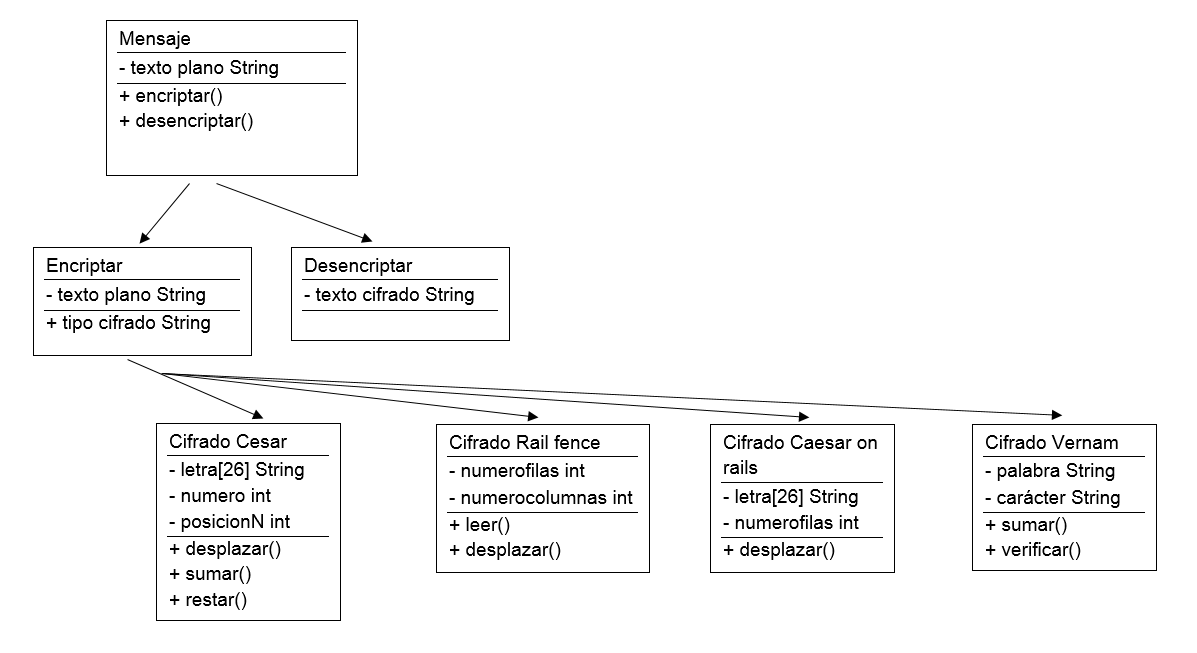 Mensaje
- texto plano String
+ encriptar()
+ desencriptar()
Encriptar
- texto plano String
+ tipo cifrado String
Desencriptar
- texto cifrado String
Cifrado Cesar
- letra[26] String
- numero int
- posicionN int
+ desplazar()
+ sumar()
+ restar()
Cifrado Rail fence
- numerofilas int
- numerocolumnas int
+ leer()
+ desplazar()
Cifrado Caesar on
rails
- letra[26] String
- numerofilas int
+ desplazar()
Cifrado Vernam
- palabra String
- carácter String
+ sumar()
+ verificar()